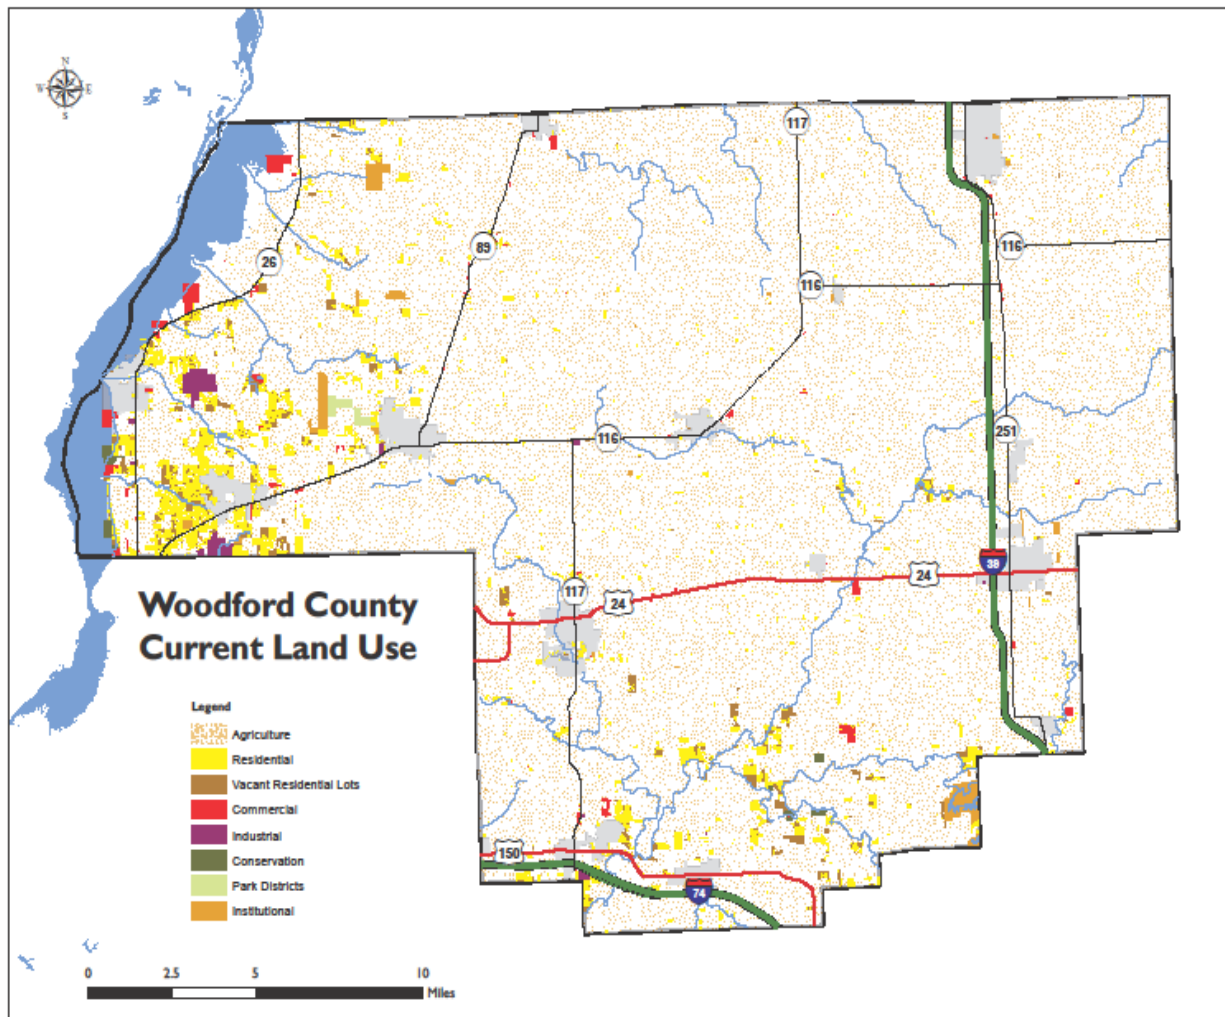 N
W E
S
117
89
26
116
116
116
251
38
24
117
24
Woodford County
Current Land Use
Legend
Agriculture
Residential
Vacant Residential Lots
Commercial
Industrial
Conservation
Park Districts
Institutional
150
74
0 2.5 5 10
Miles